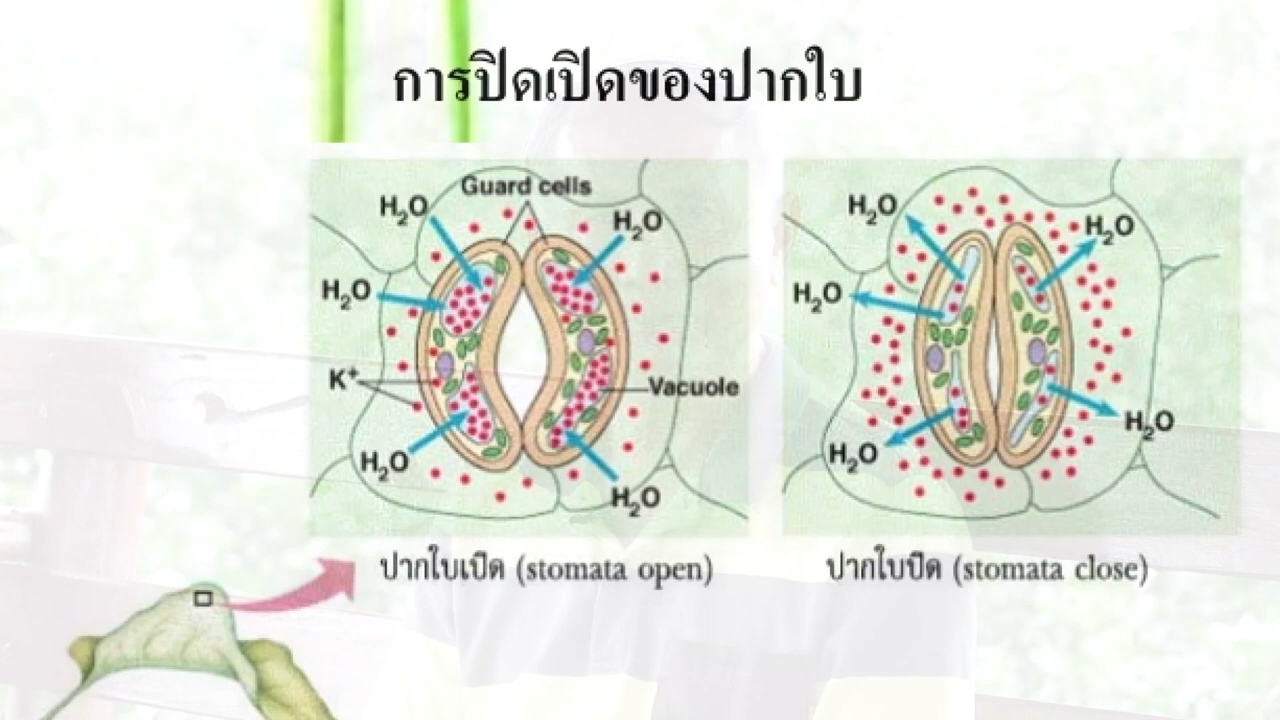 การปิดเปิดของปากใบ
Guard cells
H₂O
H₂O
H₂O
K⁺
Vacuole
H₂O
H₂O
H₂O
H₂O
H₂O
H₂O
H₂O
ปากใบเปิด (stomata open)
ปากใบปิด (stomata close)